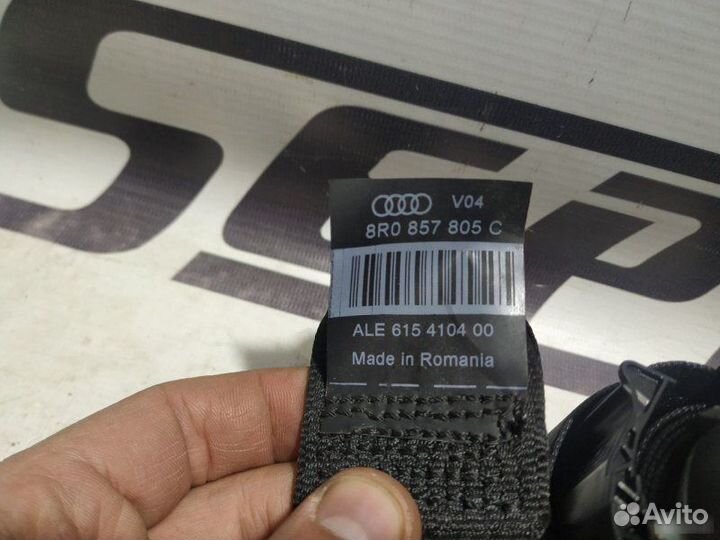 V04
8R0 857 805 C
ALE 615 4104 00
Made in Romania
Avito